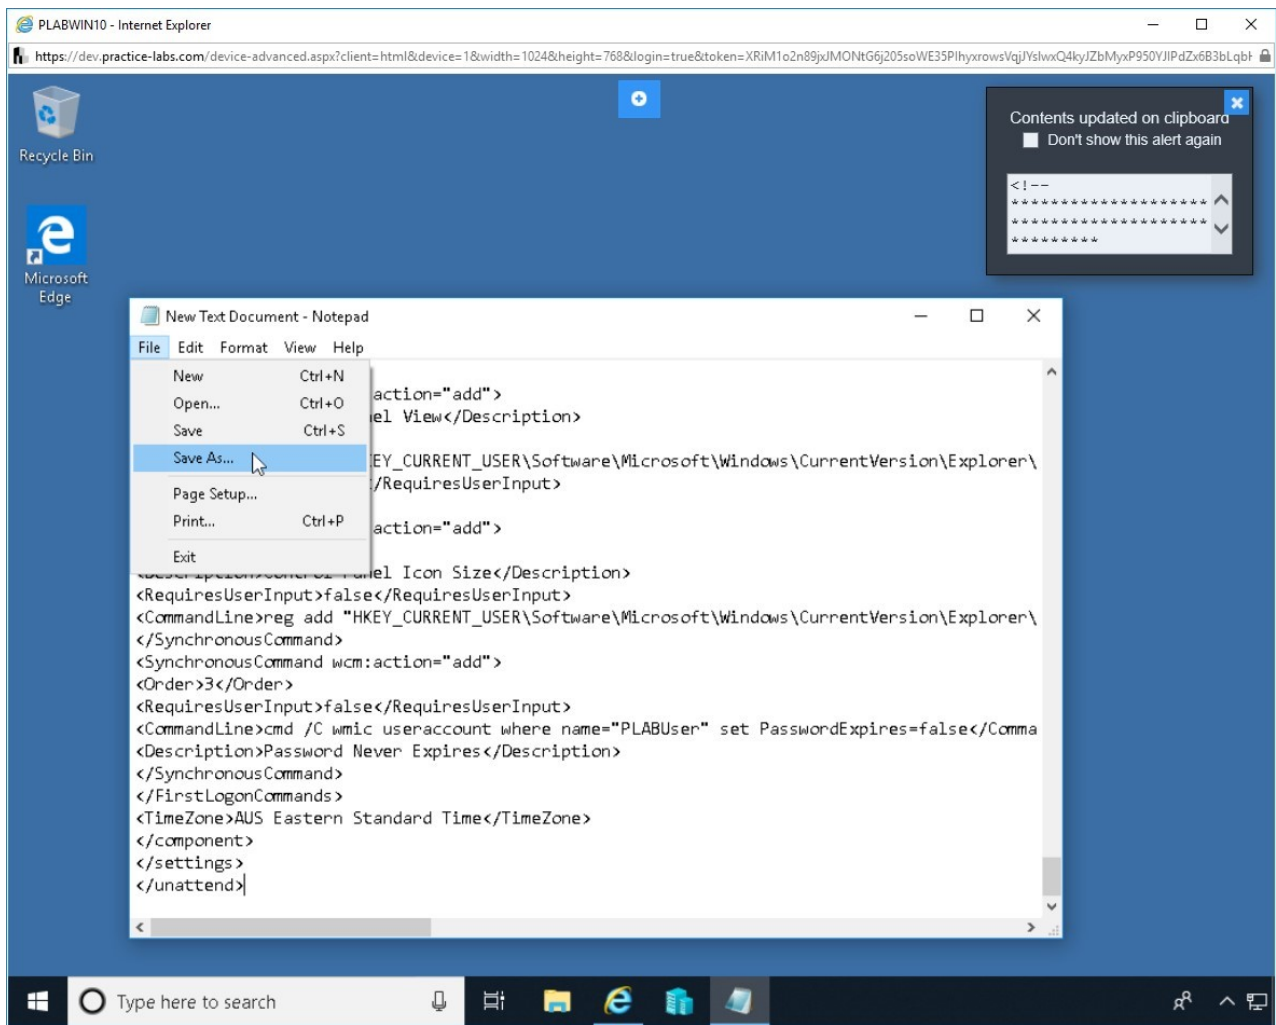 PLABWIN10 - Internet Explorer
https://dev.practice-labs.com/device-advanced.aspx?client=html&device=1&width=1024&height=768&login=true&token=
Recycle Bin
Contents updated on clipboard
Don't show this alert again
<!--
********************
********************
*********
Microsoft
Edge
New Text Document - Notepad
File Edit Format View Help
New Ctrl+N
Open... Ctrl+O
Save Ctrl+S
Save As...
Page Setup...
Print... Ctrl+P
Exit
action="add">
el View</Description>
EY_CURRENT_USER\Software\Microsoft\Windows\CurrentVersion\Explorer\
/RequiresUserInput>
action="add">
el Icon Size</Description>
<RequiresUserInput>false</RequiresUserInput>
<CommandLine>reg add "HKEY_CURRENT_USER\Software\Microsoft\Windows\CurrentVersion\Explorer\
</SynchronousCommand>
<SynchronousCommand wcm:action="add">
<Order>3</Order>
<RequiresUserInput>false</RequiresUserInput>
<CommandLine>cmd /C wmic useraccount where name="PLABUser" set PasswordExpires=false</Comma
<Description>Password Never Expires</Description>
</SynchronousCommand>
</FirstLogonCommands>
<TimeZone>AUS Eastern Standard Time</TimeZone>
</component>
</settings>
</unattend>
Type here to search